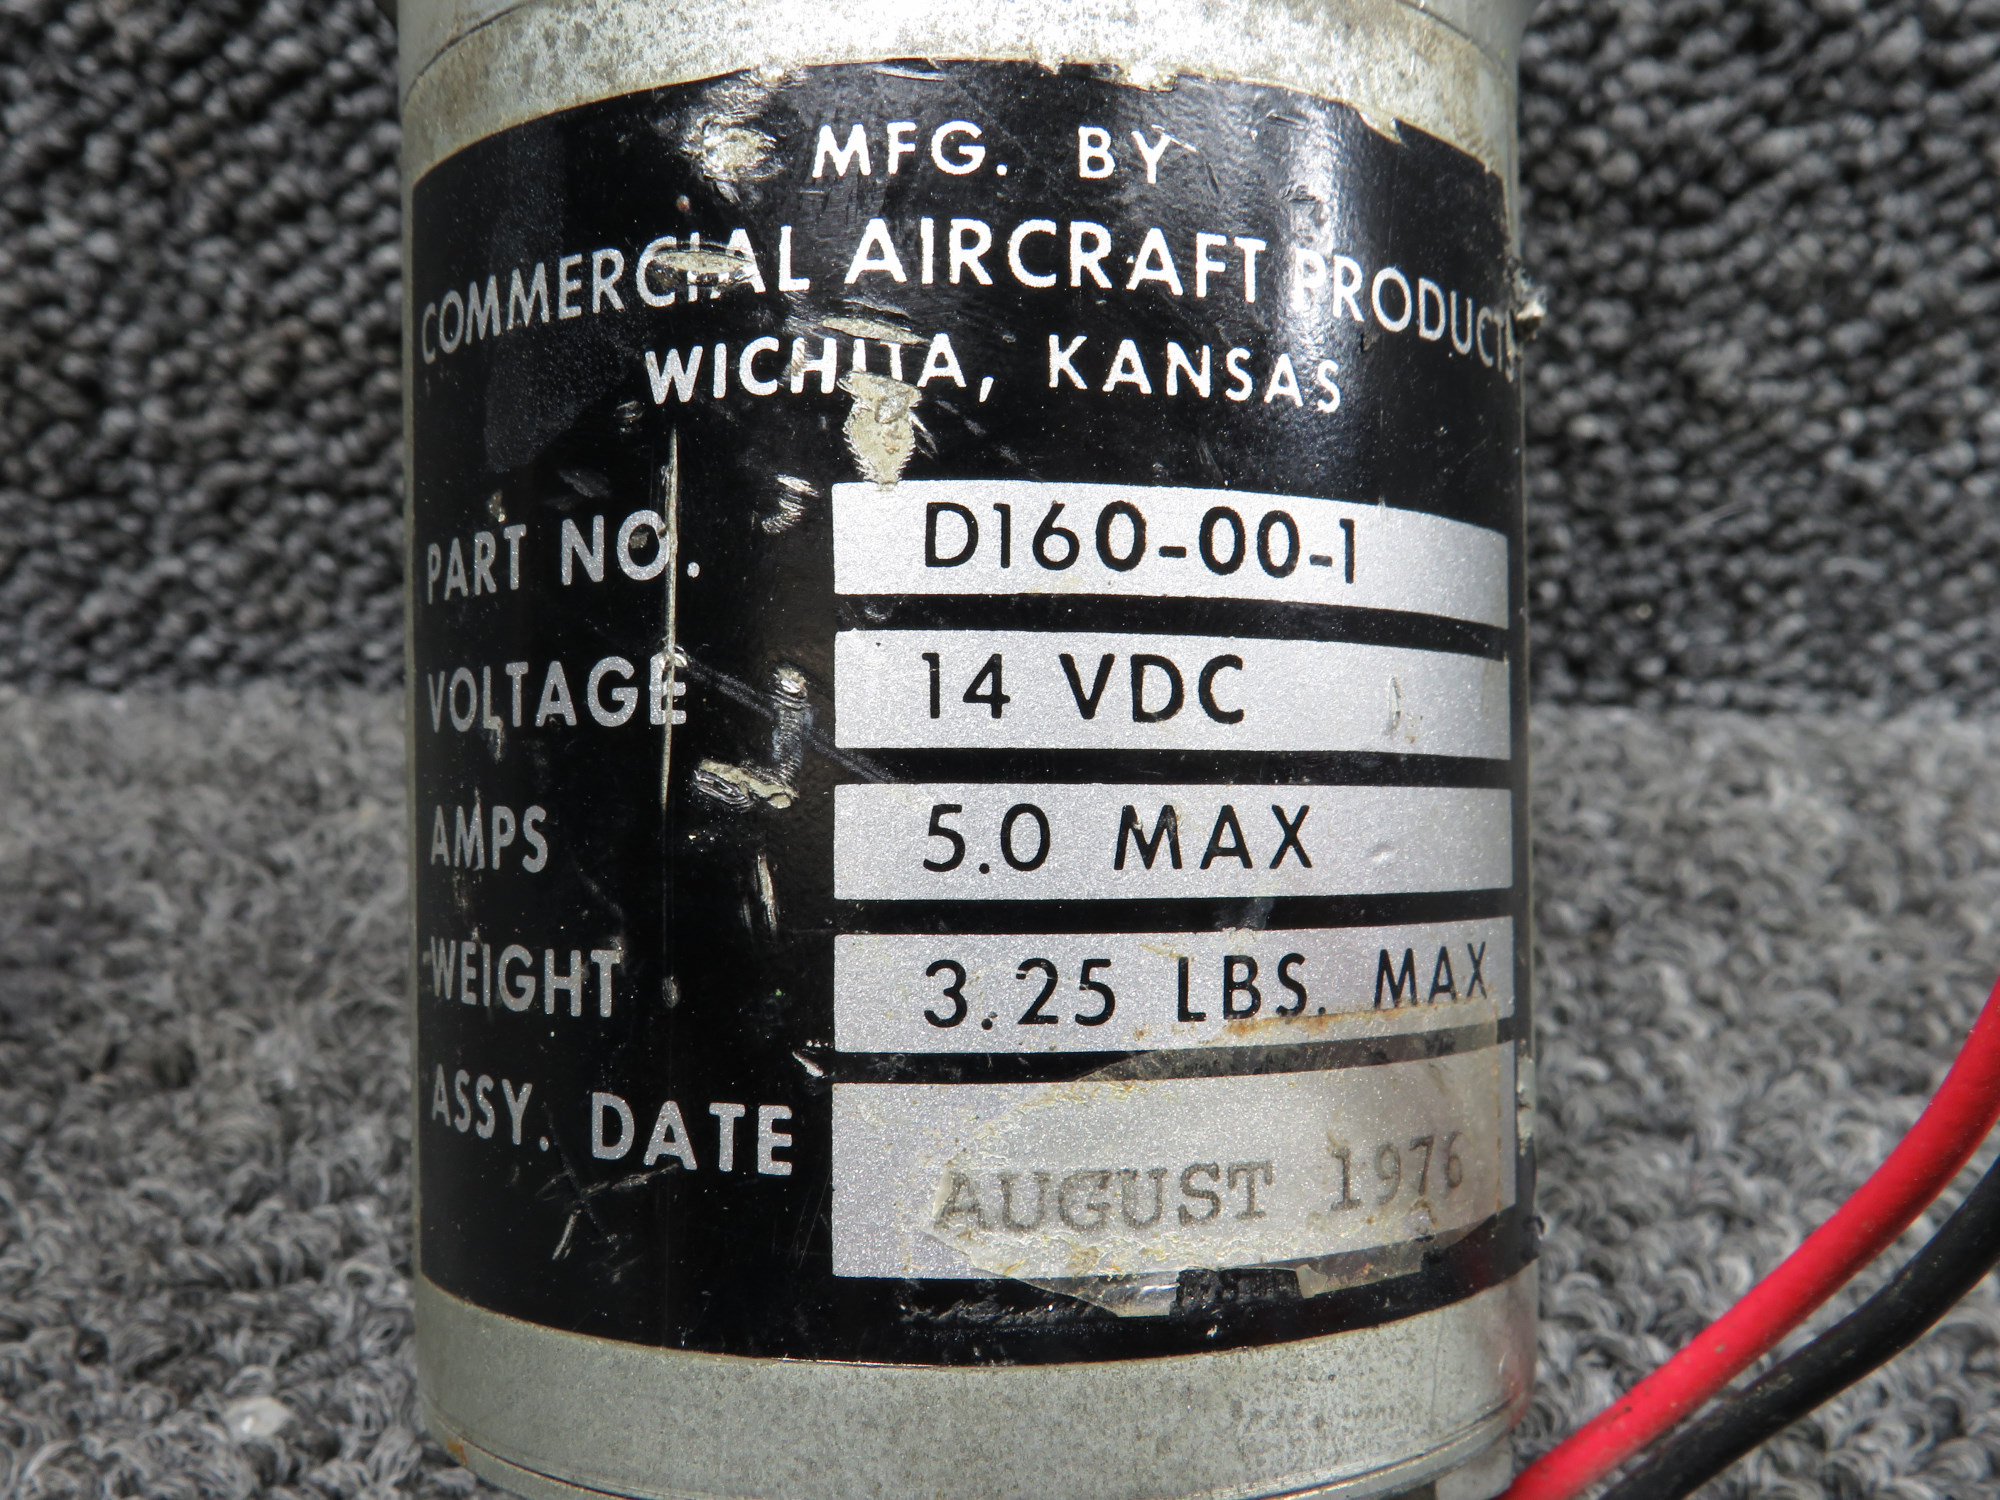 MFG. BY
COMMERCIAL AIRCRAFT PRODUCTS
WICHITA, KANSAS
PART NO. D160-00-1
VOLTAGE 14 VDC
AMPS 5.0 MAX
WEIGHT 3.25 LBS. MAX
ASSY. DATE AUGUST 1976